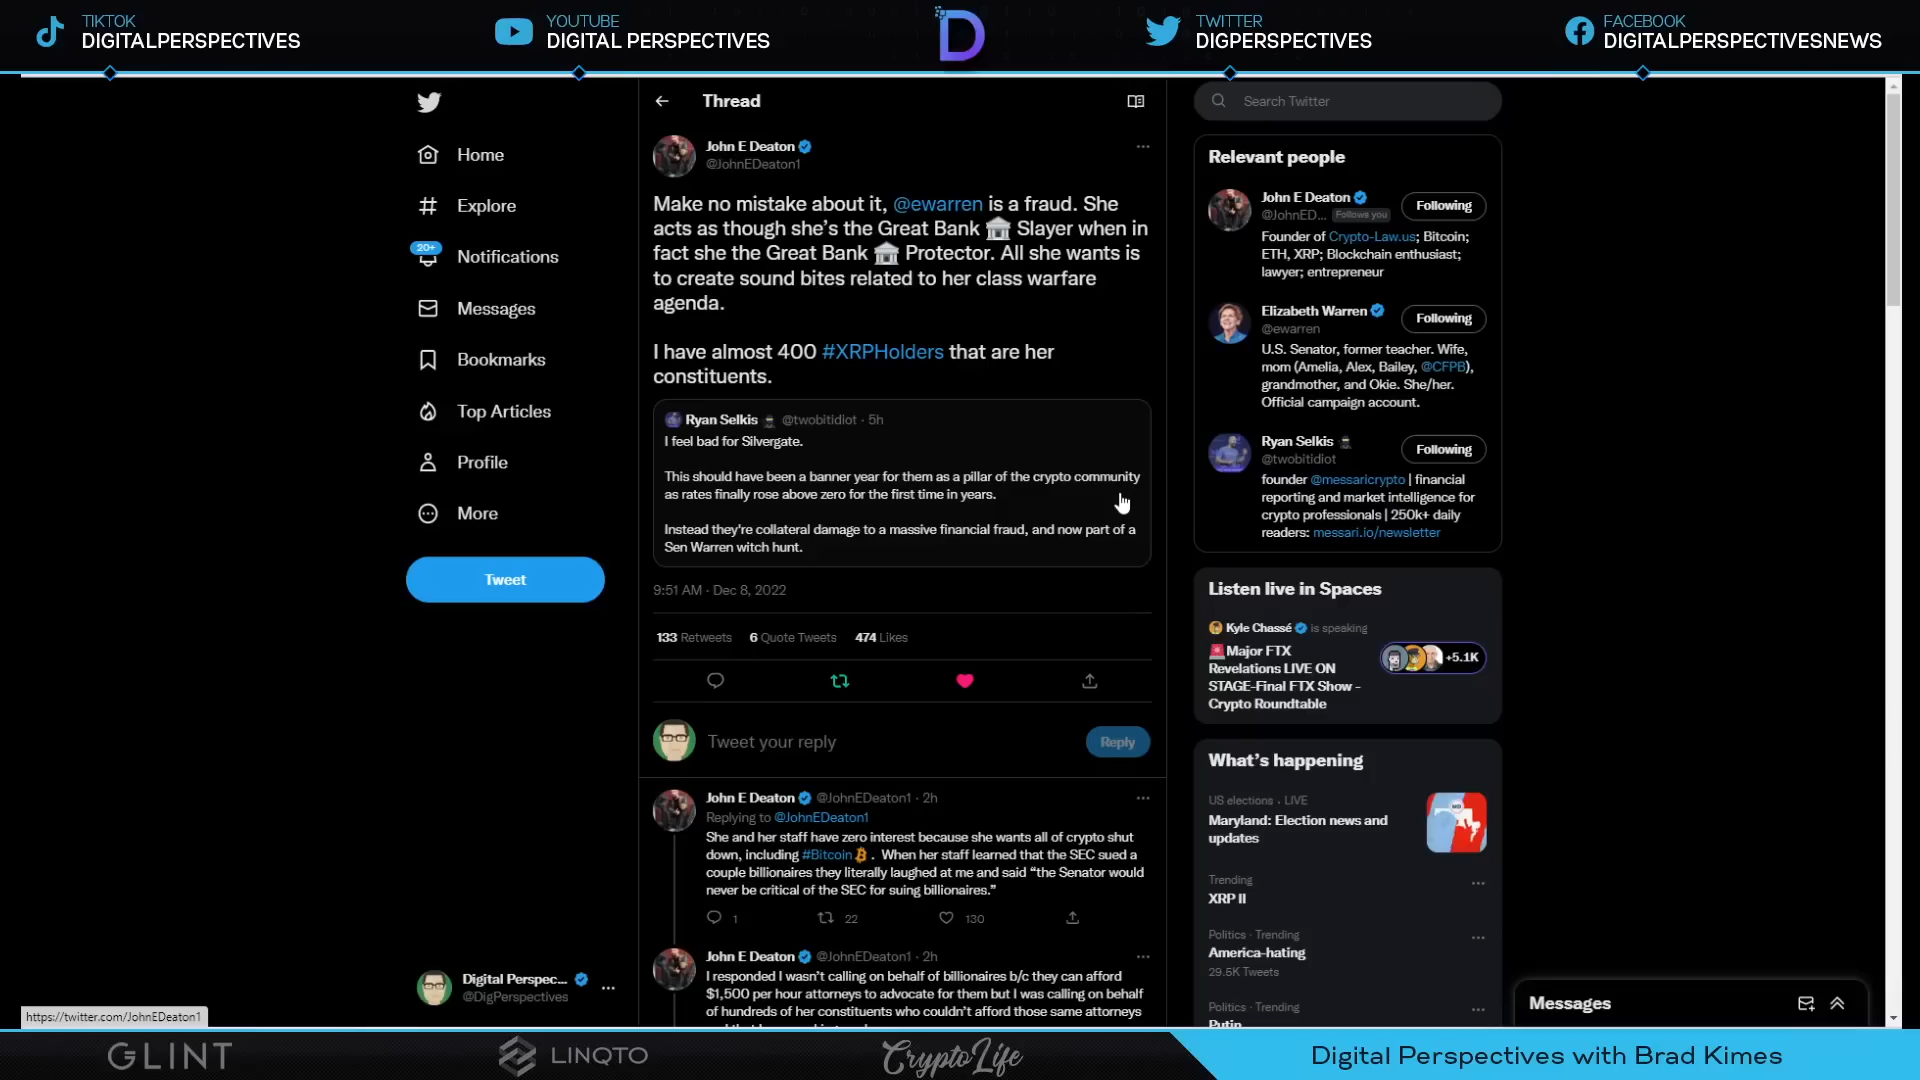 TIKTOK
DIGITALPERSPECTIVES
YOUTUBE
DIGITAL PERSPECTIVES
D
TWITTER
DIGPERSPECTIVES
FACEBOOK
DIGITALPERSPECTIVESNEWS
Home
Explore
20+
Notifications
Messages
Bookmarks
Top Articles
Profile
More
Tweet
Digital Perspec...
@DigPerspectives
https://twitter.com/JohnEDeaton1
Thread
John E Deaton
@JohnEDeaton1
Make no mistake about it, @ewarren is a fraud. She
acts as though she's the Great Bank 🏛 Slayer when in
fact she the Great Bank 🏛 Protector. All she wants is
to create sound bites related to her class warfare
agenda.
I have almost 400 #XRPHolders that are her
constituents.
Ryan Selkis @twobitidiot · 5h
I feel bad for Silvergate.
This should have been a banner year for them as a pillar of the crypto community
as rates finally rose above zero for the first time in years.
Instead they're collateral damage to a massive financial fraud, and now part of a
Sen Warren witch hunt.
9:51 AM · Dec 8, 2022
133 Retweets 6 Quote Tweets 474 Likes
Tweet your reply
Reply
John E Deaton @JohnEDeaton1 · 2h
Replying to @JohnEDeaton1
She and her staff have zero interest because she wants all of crypto shut
down, including #Bitcoin . When her staff learned that the SEC sued a
couple billionaires they literally laughed at me and said “the Senator would
never be critical of the SEC for suing billionaires.”
1 22 130
John E Deaton @JohnEDeaton1 · 2h
I responded I wasn't calling on behalf of billionaires b/c they can afford
$1,500 per hour attorneys to advocate for them but I was calling on behalf
of hundreds of her constituents who couldn't afford those same attorneys
Search Twitter
Relevant people
John E Deaton
@JohnED... Follows you
Following
Founder of Crypto-Law.us; Bitcoin;
ETH, XRP; Blockchain enthusiast;
lawyer; entrepreneur
Elizabeth Warren
@ewarren
Following
U.S. Senator, former teacher. Wife,
mom (Amelia, Alex, Bailey, @CFPB),
grandmother, and Okie. She/her.
Official campaign account.
Ryan Selkis
@twobitidiot
Following
founder @messaricrypto | financial
reporting and market intelligence for
crypto professionals | 250k+ daily
readers: messari.io/newsletter
Listen live in Spaces
Kyle Chassé is speaking
🚨Major FTX
Revelations LIVE ON
STAGE-Final FTX Show -
Crypto Roundtable
+5.1K
What's happening
US elections · LIVE
Maryland: Election news and
updates
Trending
XRP II
Politics · Trending
America-hating
29.5K Tweets
Politics · Trending
Putin
Messages
GLINT
LINQTO
CryptoLife
Digital Perspectives with Brad Kimes